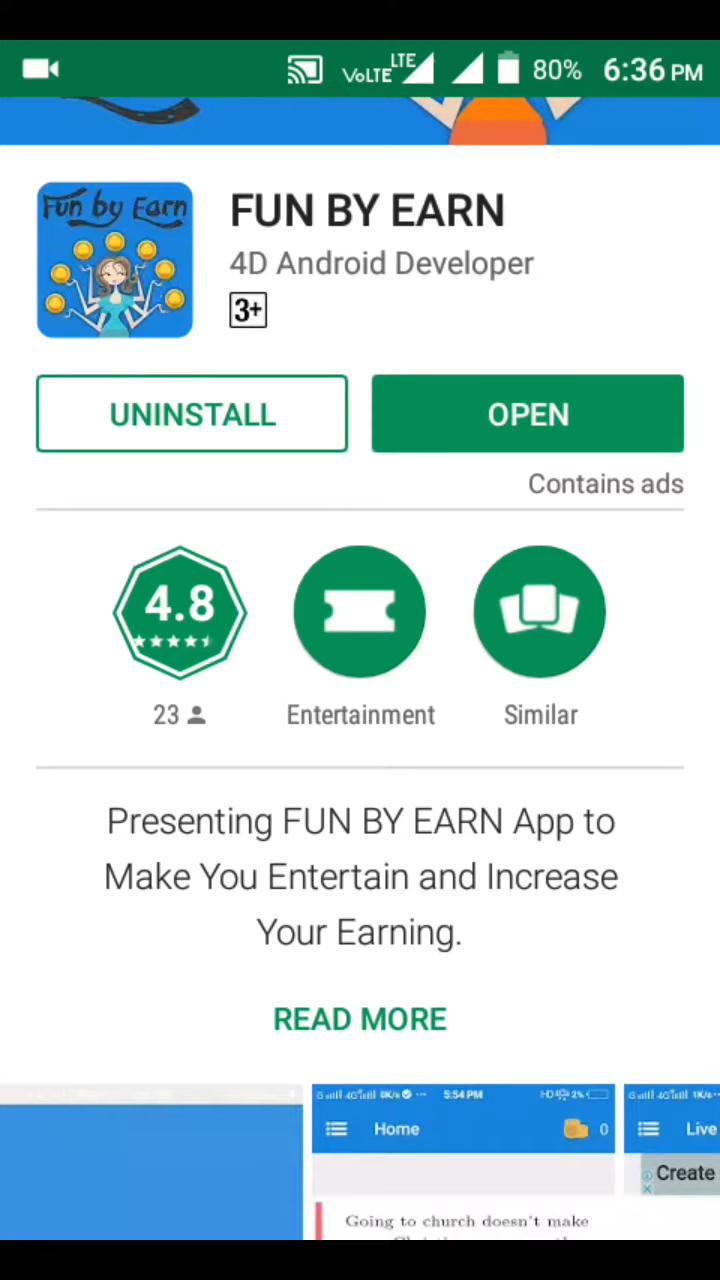 VoLTE LTE 80% 6:36 PM
Fun by Earn
FUN BY EARN
4D Android Developer
3+
UNINSTALL
OPEN
Contains ads
4.8
23
Entertainment
Similar
Presenting FUN BY EARN App to
Make You Entertain and Increase
Your Earning.
READ MORE
5:54 PM
Home
0
Live
Create
Going to church doesn't make